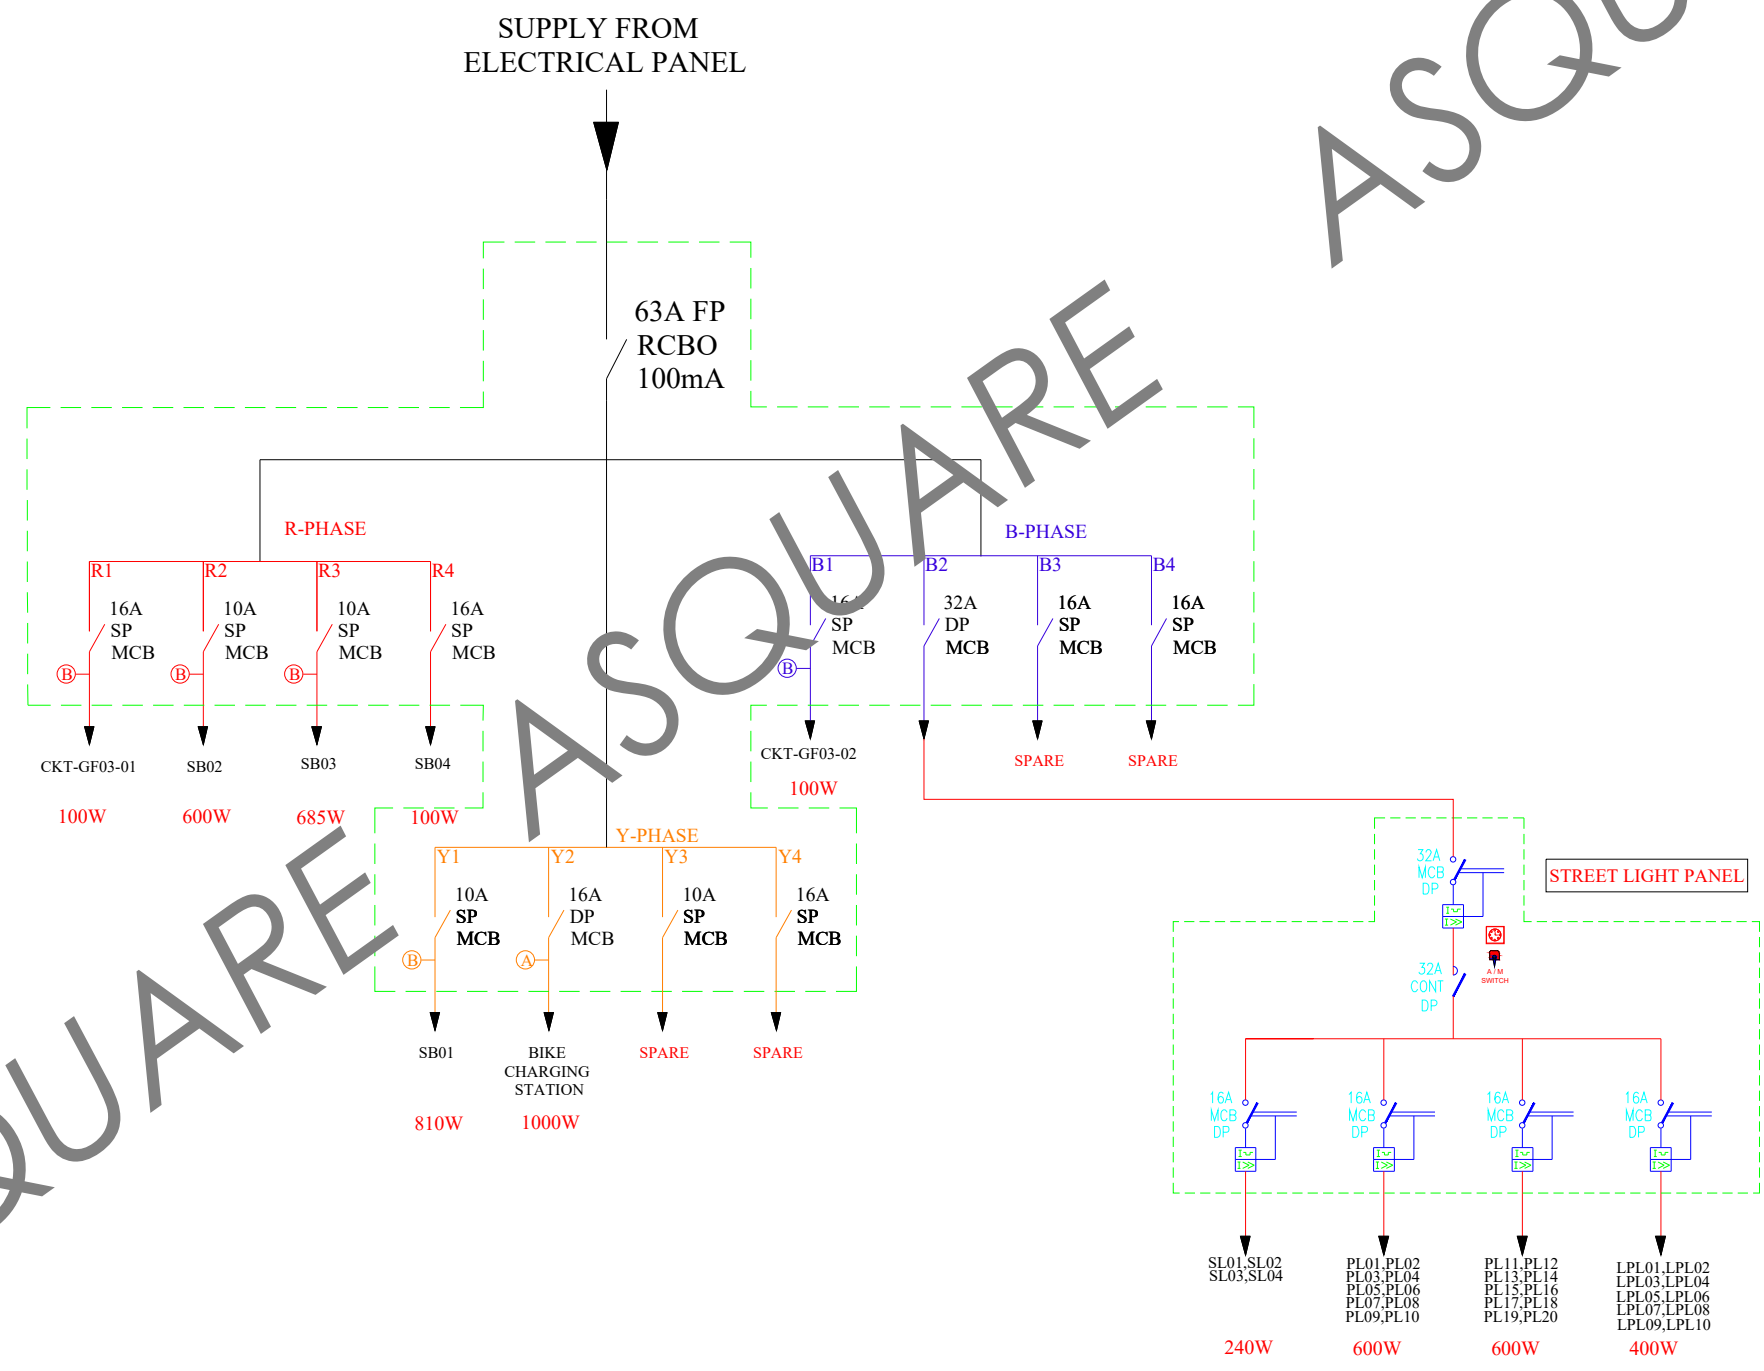 SUPPLY FROM
ELECTRICAL PANEL
63A FP
RCBO
100mA
R-PHASE
R1
R2
R3
R4
16A
SP
MCB
10A
SP
MCB
10A
SP
MCB
16A
SP
MCB
B
B
B
CKT-GF03-01
SB02
SB03
SB04
100W
600W
685W
100W
B-PHASE
B1
B2
B3
B4
16A
SP
MCB
32A
DP
MCB
16A
SP
MCB
16A
SP
MCB
B
CKT-GF03-02
100W
SPARE
SPARE
Y-PHASE
Y1
Y2
Y3
Y4
10A
SP
MCB
16A
DP
MCB
10A
SP
MCB
16A
SP
MCB
B
A
SB01
BIKE
CHARGING
STATION
SPARE
SPARE
810W
1000W
STREET LIGHT PANEL
32A
MCB
DP
I>>
A / M
SWITCH
32A
CONT
DP
16A
MCB
DP
I>>
16A
MCB
DP
I>>
16A
MCB
DP
I>>
16A
MCB
DP
I>>
SL01,SL02
SL03,SL04
240W
PL01,PL02
PL03,PL04
PL05,PL06
PL07,PL08
PL09,PL10
600W
PL11,PL12
PL13,PL14
PL15,PL16
PL17,PL18
PL19,PL20
600W
LPL01,LPL02
LPL03,LPL04
LPL05,LPL06
LPL07,LPL08
LPL09,LPL10
400W
ASQUARE
ASQU
QUARE